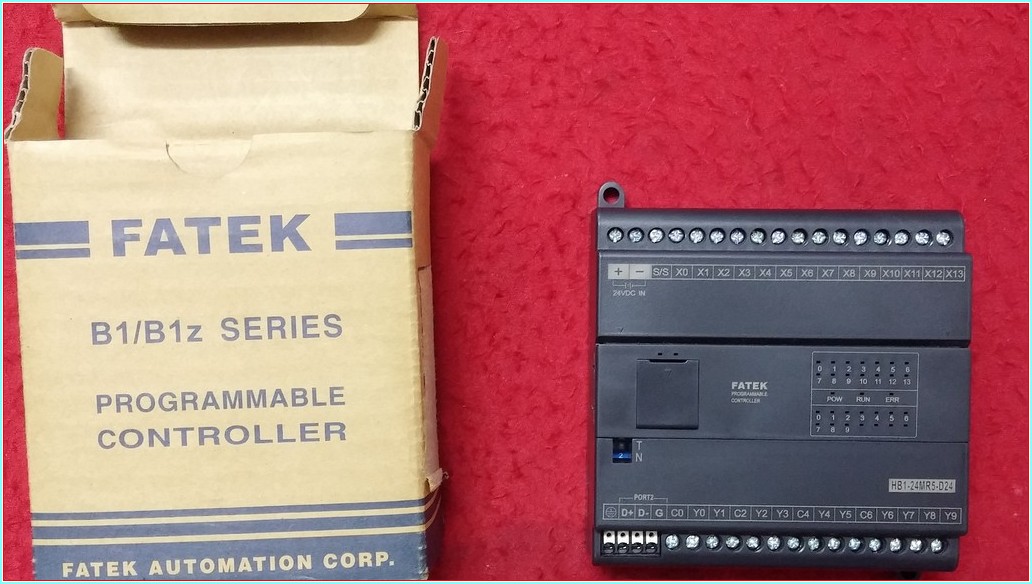 FATEK
B1/B1z SERIES
PROGRAMMABLE
CONTROLLER
FATEK AUTOMATION CORP.
+ − S/S X0 X1 X2 X3 X4 X5 X6 X7 X8 X9 X10 X11 X12 X13
24VDC IN
FATEK
PROGRAMMABLE
CONTROLLER
0 1 2 3 4 5 6
7 8 9 10 11 12 13
POW RUN ERR
0 1 2 3 4 5 6
7 8 9
T
N
HB1-24MR5-D24
PORT2
D+ D- G C0 Y0 Y1 C2 Y2 Y3 C4 Y4 Y5 C6 Y6 Y7 Y8 Y9